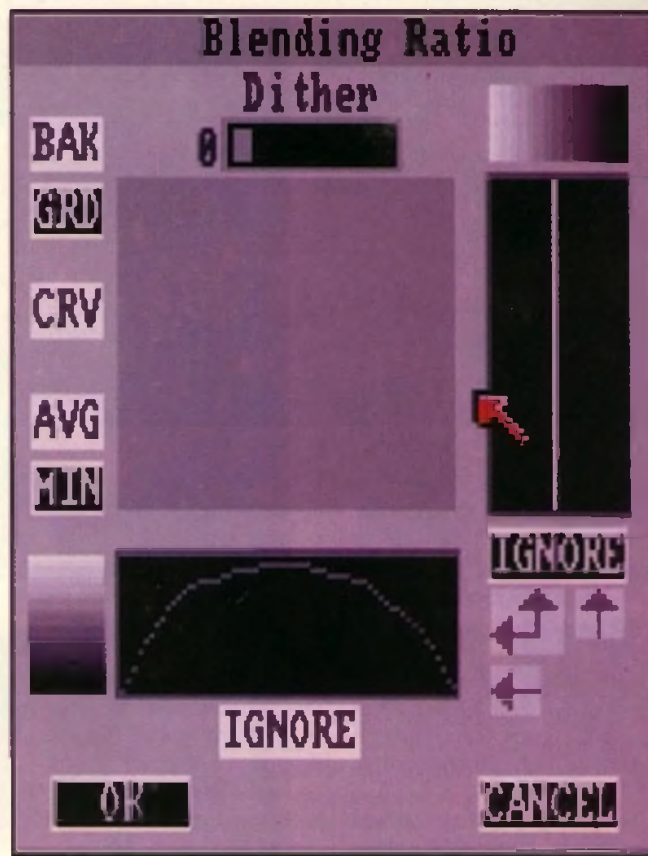 Blending Ratio
Dither
BAK
0
GRD
CRV
AVG
MIN
IGNORE
IGNORE
OK
CANCEL